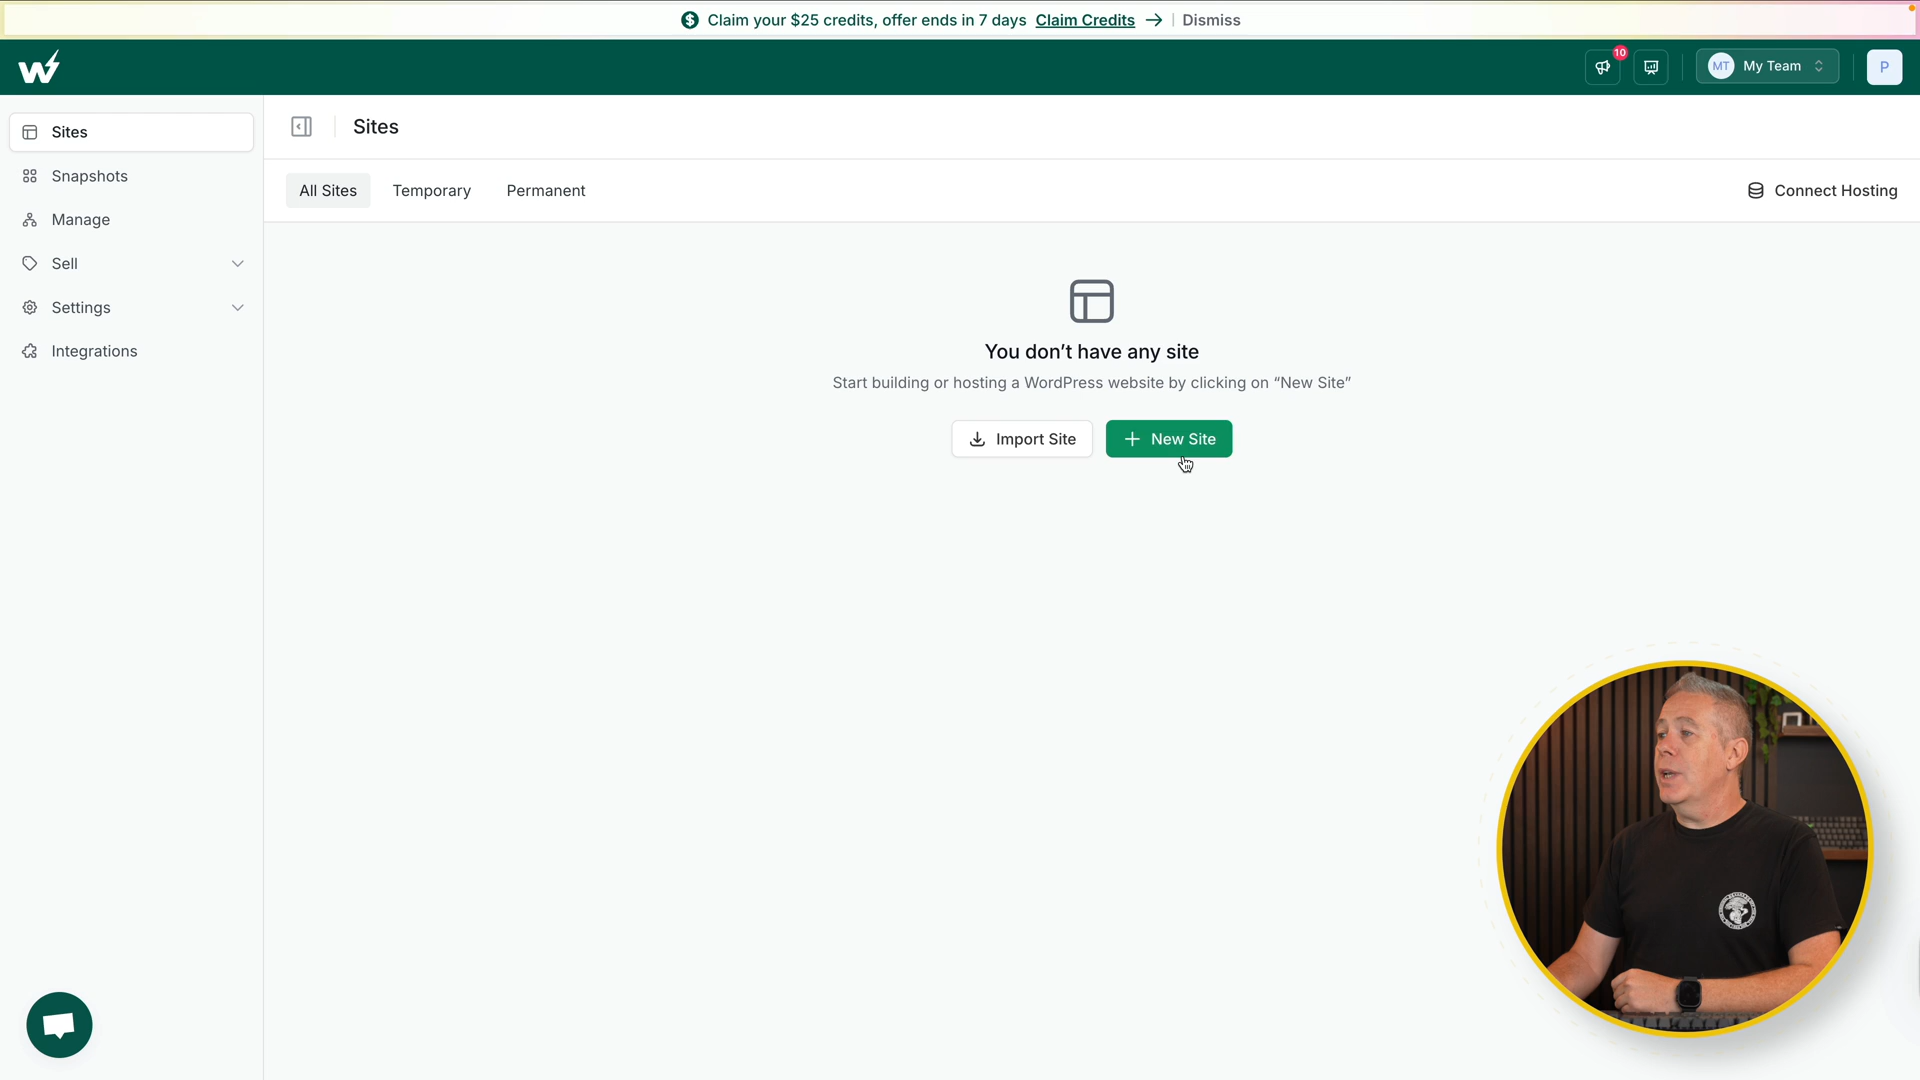 Claim your $25 credits, offer ends in 7 days Claim Credits → | Dismiss
10
MT My Team
P
Sites
Snapshots
Manage
Sell
Settings
Integrations
Sites
All Sites Temporary Permanent
Connect Hosting
You don’t have any site
Start building or hosting a WordPress website by clicking on “New Site”
Import Site
+ New Site